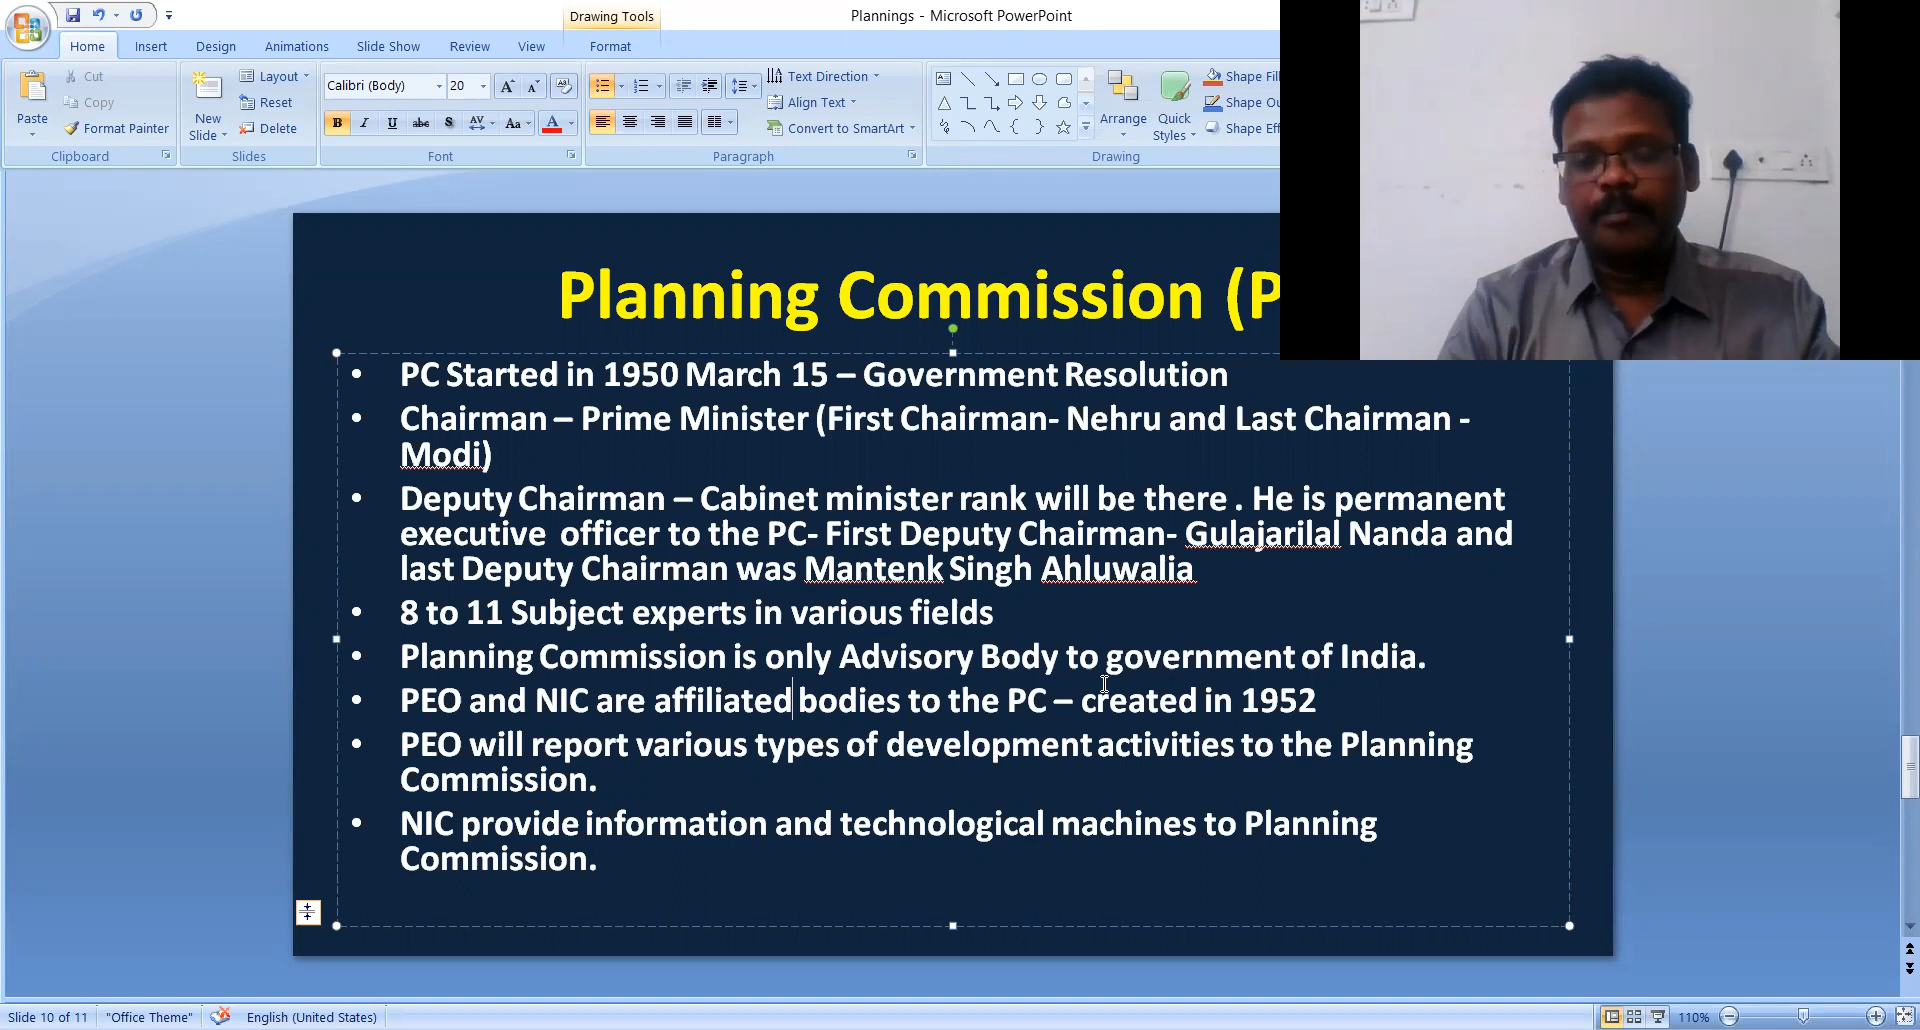 Drawing Tools
Plannings - Microsoft PowerPoint
Home Insert Design Animations Slide Show Review View Format
Paste
Cut
Copy
Format Painter
Clipboard
New Slide
Layout
Reset
Delete
Slides
Calibri (Body) 20
B I U abc S AV Aa A
Font
Text Direction
Align Text
Convert to SmartArt
Paragraph
Arrange
Quick Styles
Shape Fil
Shape Ou
Shape Eff
Drawing
Planning Commission (P
• PC Started in 1950 March 15 – Government Resolution
• Chairman – Prime Minister (First Chairman- Nehru and Last Chairman -
Modi)
• Deputy Chairman – Cabinet minister rank will be there . He is permanent
executive officer to the PC- First Deputy Chairman- Gulajarilal Nanda and
last Deputy Chairman was Mantenk Singh Ahluwalia
• 8 to 11 Subject experts in various fields
• Planning Commission is only Advisory Body to government of India.
• PEO and NIC are affiliated bodies to the PC – created in 1952
• PEO will report various types of development activities to the Planning
Commission.
• NIC provide information and technological machines to Planning
Commission.
Slide 10 of 11 "Office Theme" English (United States) 110%